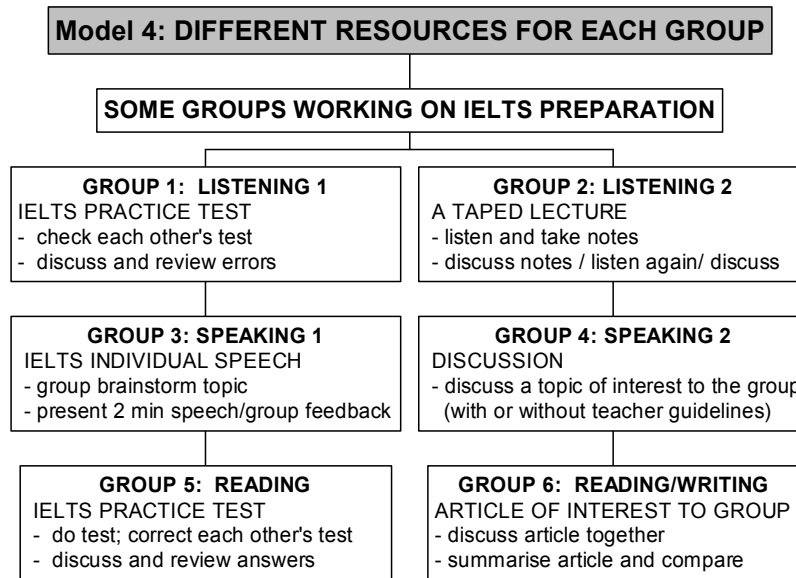 Model 4: DIFFERENT RESOURCES FOR EACH GROUP
SOME GROUPS WORKING ON IELTS PREPARATION
GROUP 1:  LISTENING 1
IELTS PRACTICE TEST
-  check each other's test
-  discuss and review errors
GROUP 2: LISTENING 2
A TAPED LECTURE
- listen and take notes
- discuss notes / listen again/ discuss
GROUP 3: SPEAKING 1
IELTS INDIVIDUAL SPEECH
- group brainstorm topic
- present 2 min speech/group feedback
GROUP 4: SPEAKING 2
DISCUSSION
- discuss a topic of interest to the group
(with or without teacher guidelines)
GROUP 5:  READING
IELTS PRACTICE TEST
-  do test; correct each other's test
-  discuss and review answers
GROUP 6:  READING/WRITING
ARTICLE OF INTEREST TO GROUP
- discuss article together
- summarise article and compare